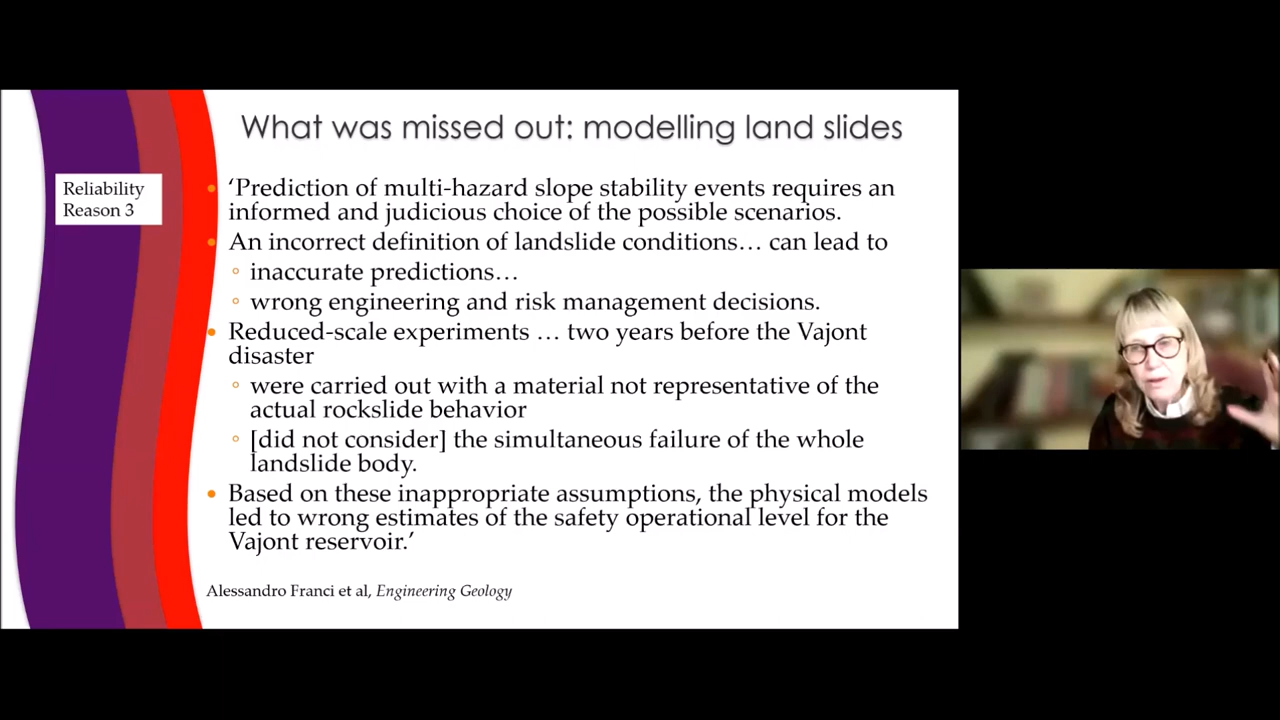 What was missed out: modelling land slides
Reliability
Reason 3
‘Prediction of multi-hazard slope stability events requires an
informed and judicious choice of the possible scenarios.
An incorrect definition of landslide conditions… can lead to
inaccurate predictions…
wrong engineering and risk management decisions.
Reduced-scale experiments … two years before the Vajont
disaster
were carried out with a material not representative of the
actual rockslide behavior
[did not consider] the simultaneous failure of the whole
landslide body.
Based on these inappropriate assumptions, the physical models
led to wrong estimates of the safety operational level for the
Vajont reservoir.’
Alessandro Franci et al, Engineering Geology